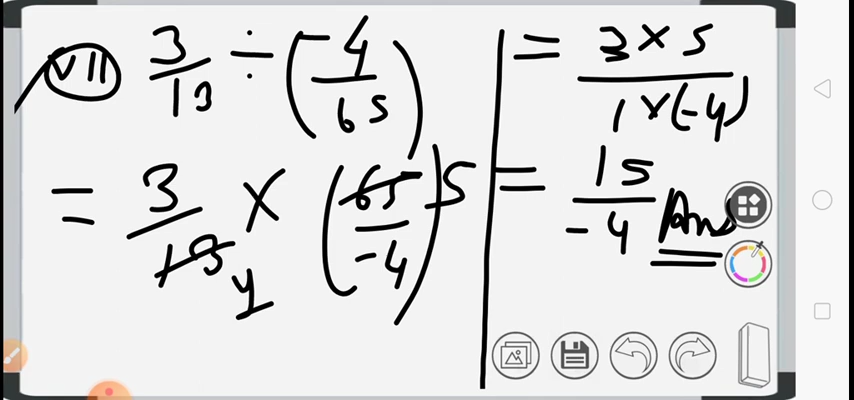 VII 3/13 ÷ (-4/65)
= 3/13 1 × (65/-4) 5
= 3 × 5 / 1 × (-4)
= 15/-4 Ans